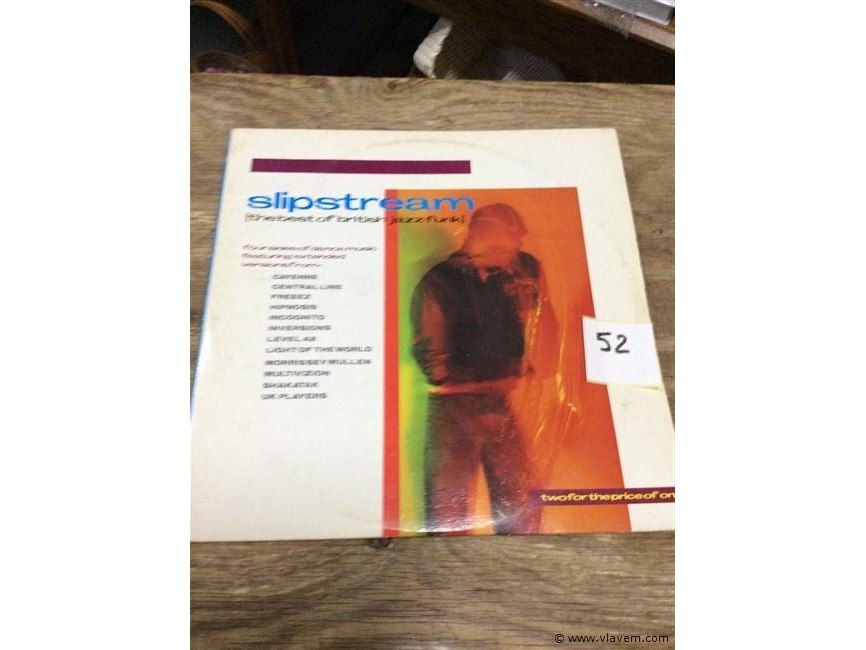 slipstream
[the best of british jazz funk]
four sides of dance music
featuring extended
versions from-
CAYENNE
CENTRAL LINE
FREEEZ
HIPNOSIS
INCOGNITO
INVERSIONS
LEVEL 42
LIGHT OF THE WORLD
MORRISSEY MULLEN
MULTIVIZION
SHAKATAK
UK PLAYERS
52
two for the price of on
© www.vlavem.com